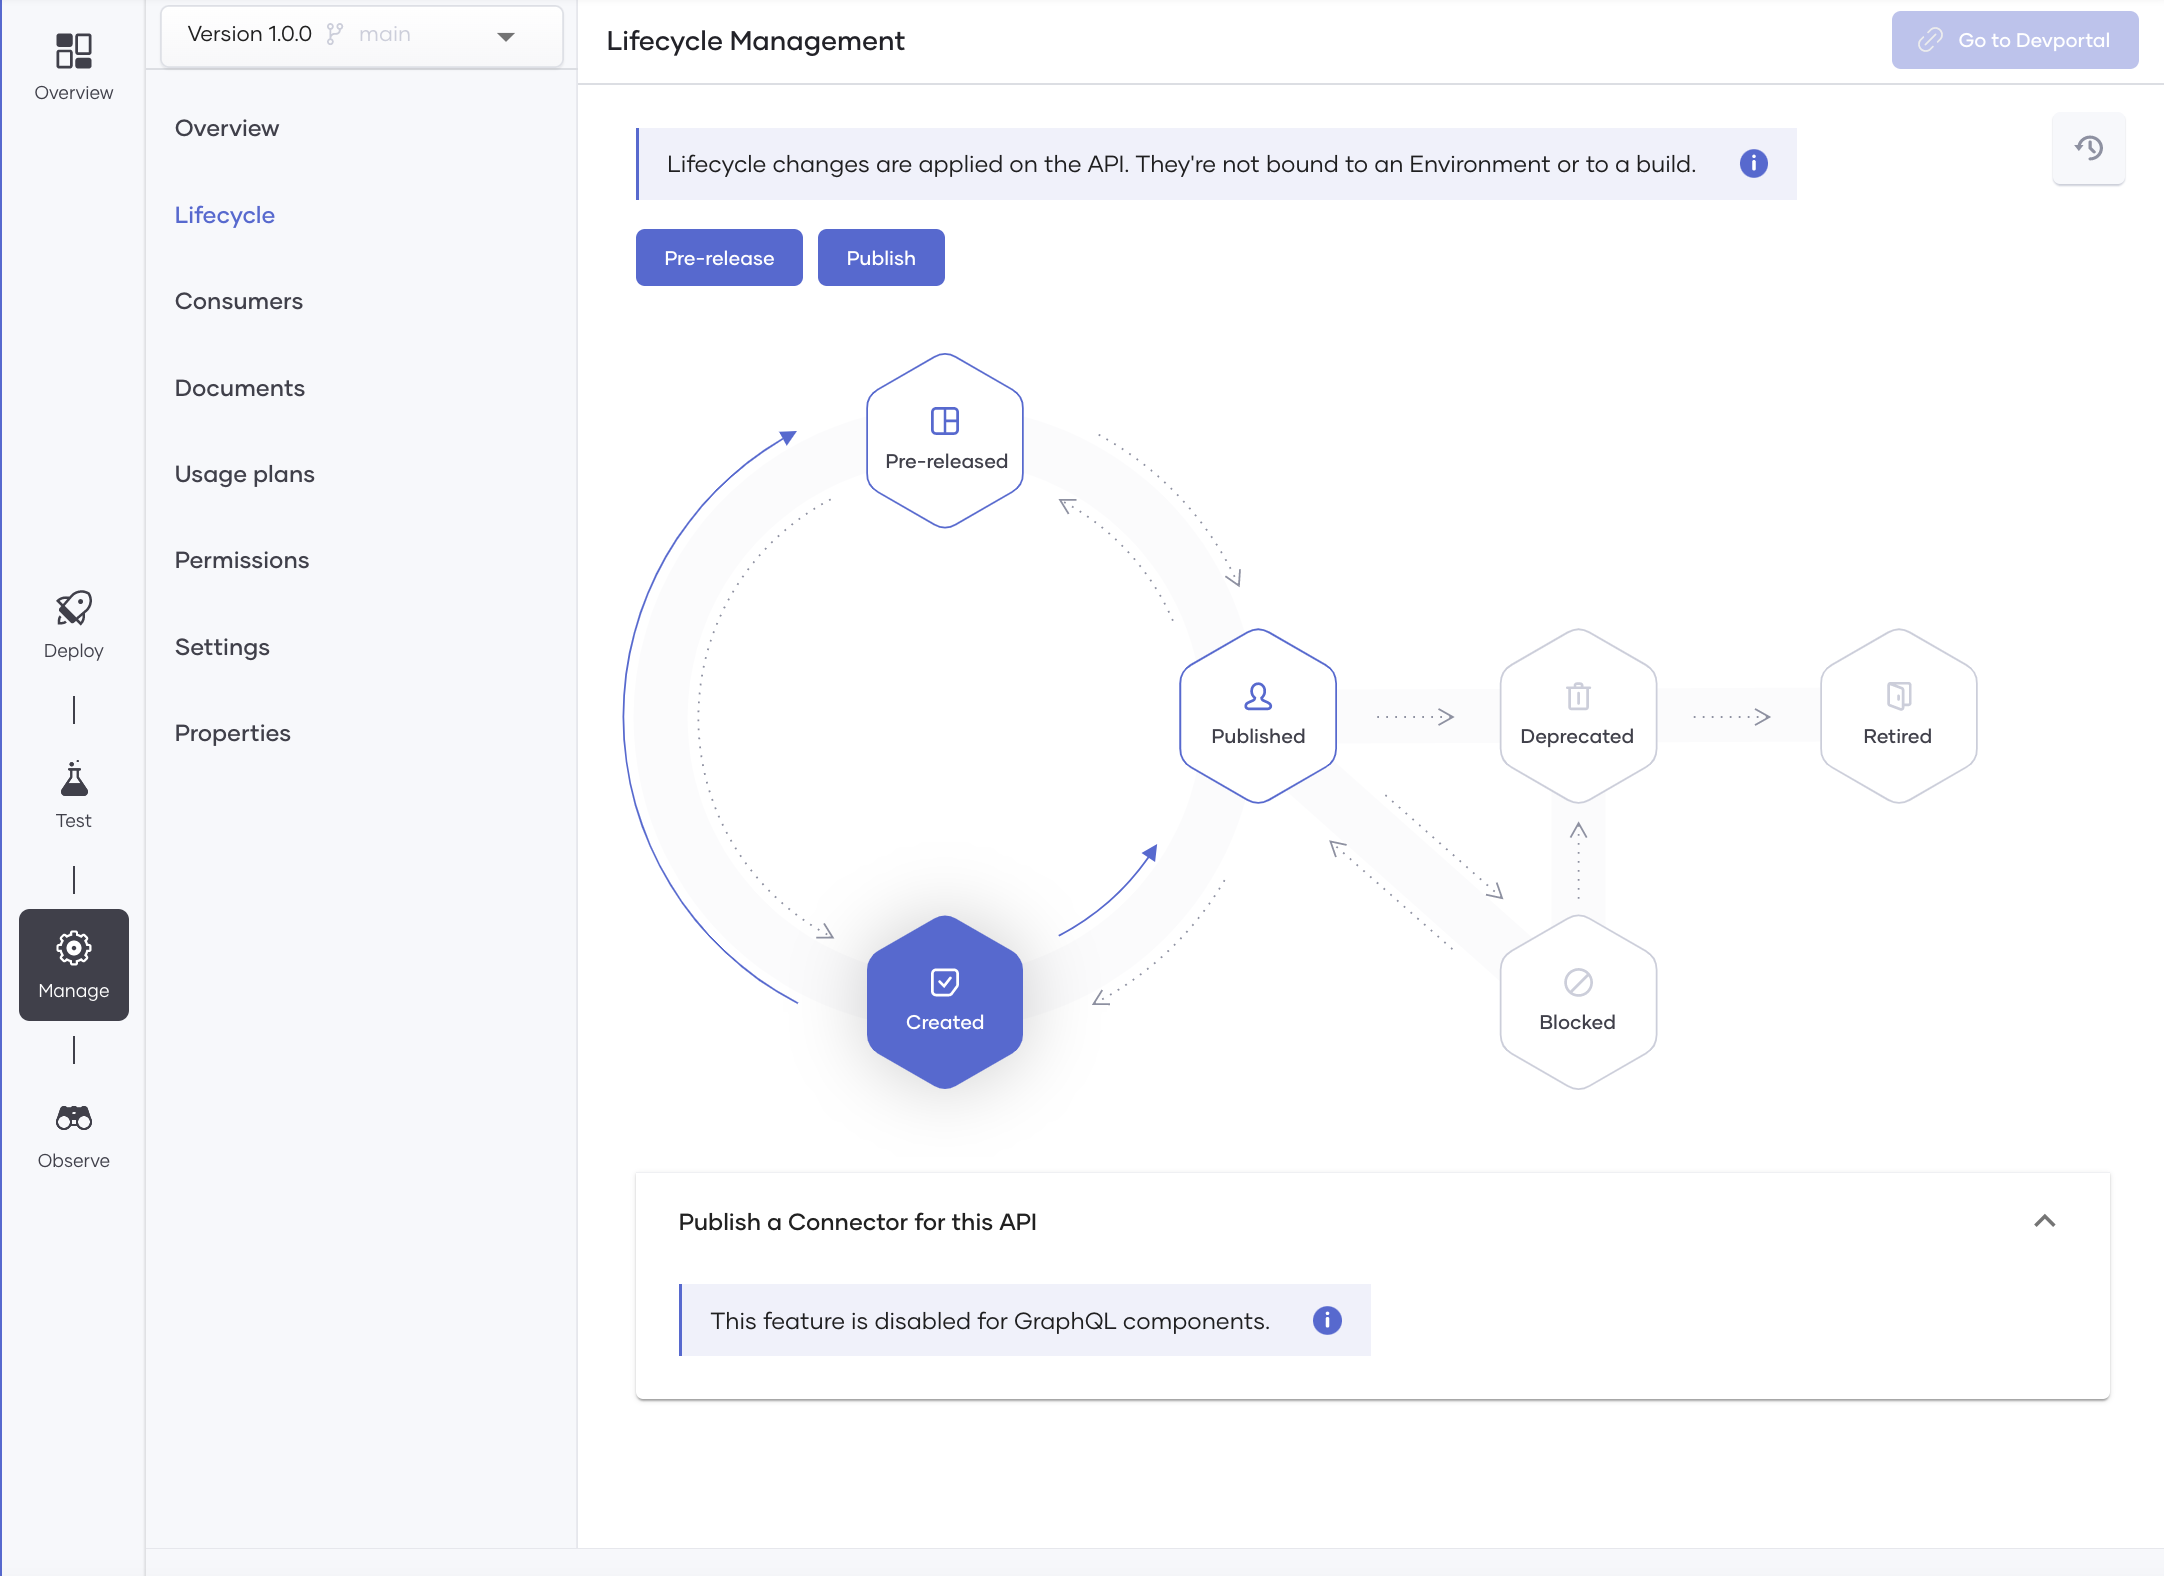 Overview
Deploy
Test
Manage
Observe
Version 1.0.0 main
Overview
Lifecycle
Consumers
Documents
Usage plans
Permissions
Settings
Properties
Lifecycle Management
Go to Devportal
Lifecycle changes are applied on the API. They're not bound to an Environment or to a build.
Pre-release
Publish
Pre-released
Published
Deprecated
Retired
Created
Blocked
Publish a Connector for this API
This feature is disabled for GraphQL components.